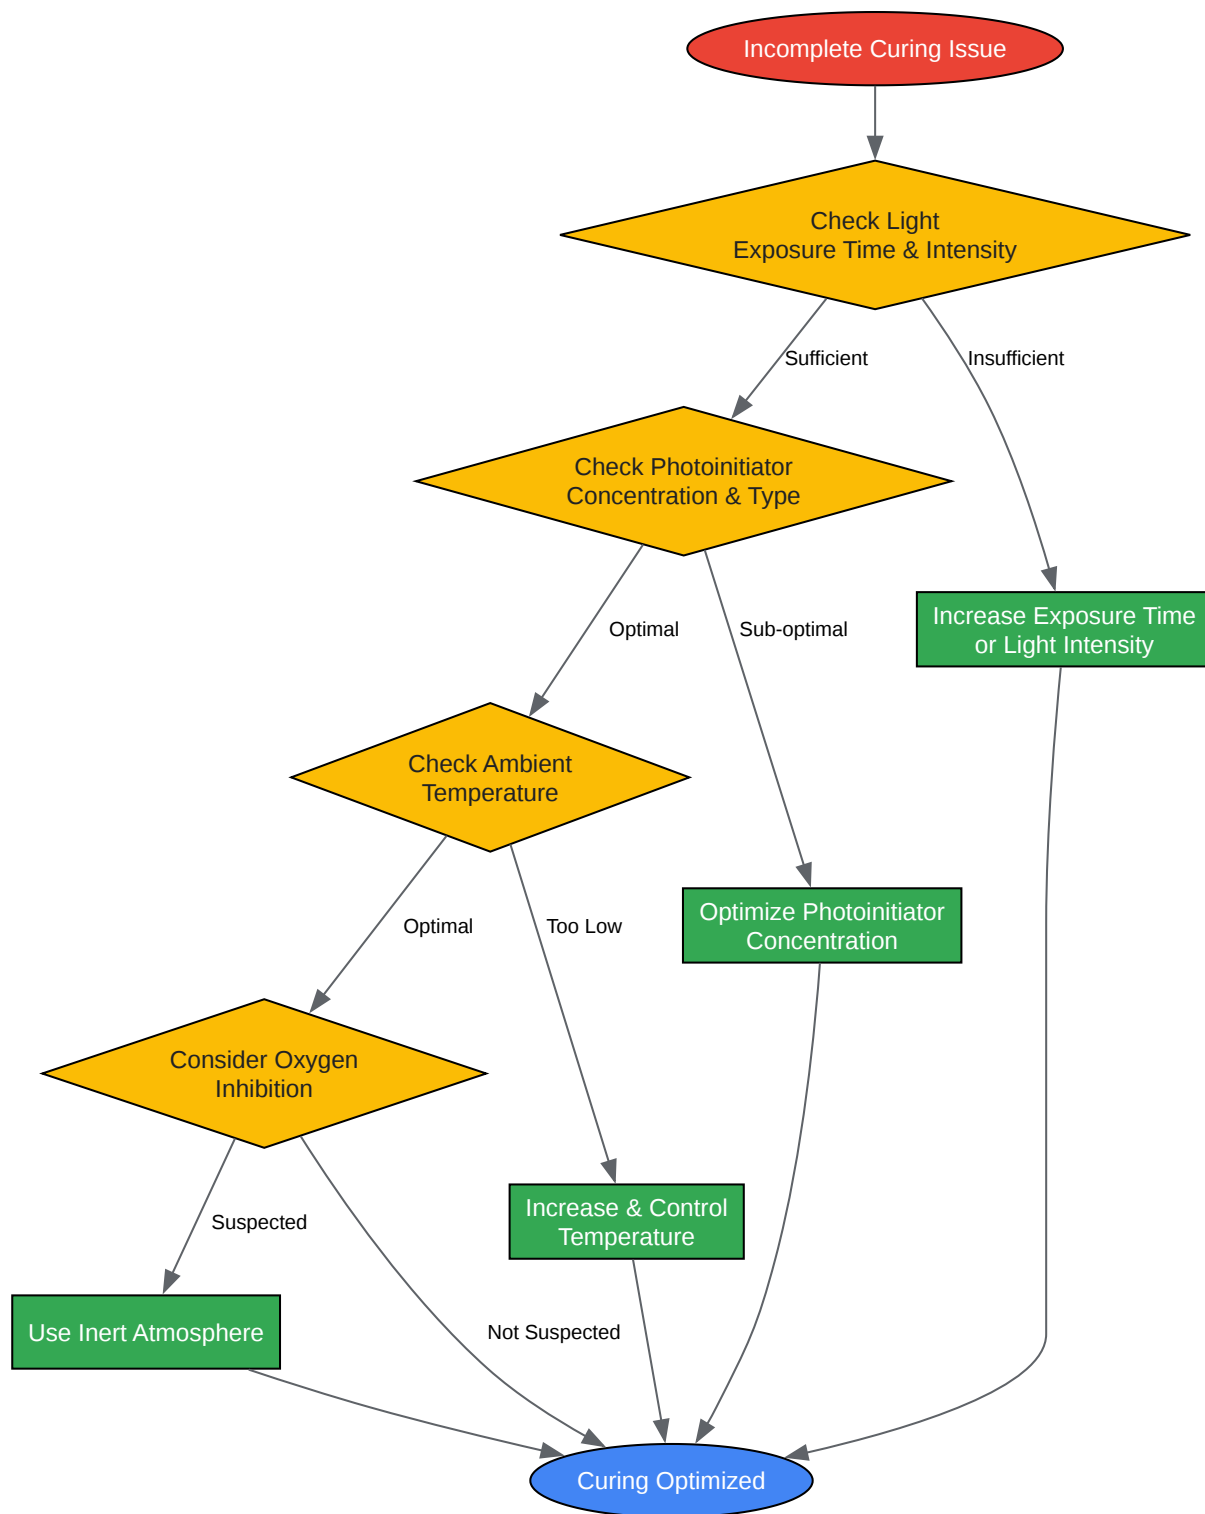 Incomplete Curing Issue
Check Light
Exposure Time & Intensity
Sufficient
Insufficient
Check Photoinitiator
Concentration & Type
Increase Exposure Time
or Light Intensity
Optimal
Sub-optimal
Check Ambient
Temperature
Optimize Photoinitiator
Concentration
Optimal
Too Low
Consider Oxygen
Inhibition
Increase & Control
Temperature
Suspected
Use Inert Atmosphere
Not Suspected
Curing Optimized